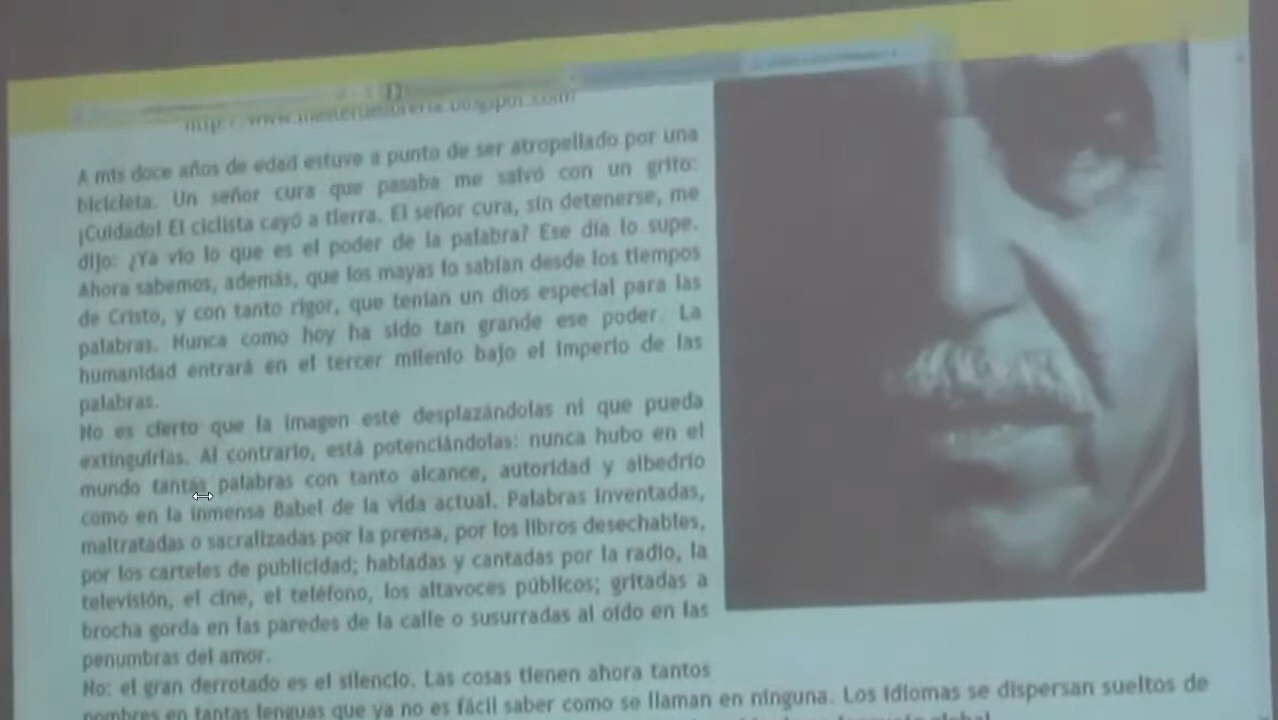 A mis doce años de edad estuve a punto de ser atropellado por una
bicicleta. Un señor cura que pasaba me salvó con un grito:
¡Cuidado! El ciclista cayó a tierra. El señor cura, sin detenerse, me
dijo: ¿Ya vio lo que es el poder de la palabra? Ese día lo supe.
Ahora sabemos, además, que los mayas lo sabían desde los tiempos
de Cristo, y con tanto rigor, que tenían un dios especial para las
palabras. Nunca como hoy ha sido tan grande ese poder. La
humanidad entrará en el tercer milenio bajo el imperio de las
palabras.
No es cierto que la imagen esté desplazándolas ni que pueda
extinguirlas. Al contrario, está potenciándolas: nunca hubo en el
mundo tantas palabras con tanto alcance, autoridad y albedrío
como en la inmensa Babel de la vida actual. Palabras inventadas,
maltratadas o sacralizadas por la prensa, por los libros desechables,
por los carteles de publicidad; habladas y cantadas por la radio, la
televisión, el cine, el teléfono, los altavoces públicos; gritadas a
brocha gorda en las paredes de la calle o susurradas al oído en las
penumbras del amor.
No: el gran derrotado es el silencio. Las cosas tienen ahora tantos
nombres en tantas lenguas que ya no es fácil saber como se llaman en ninguna. Los idiomas se dispersan sueltos de